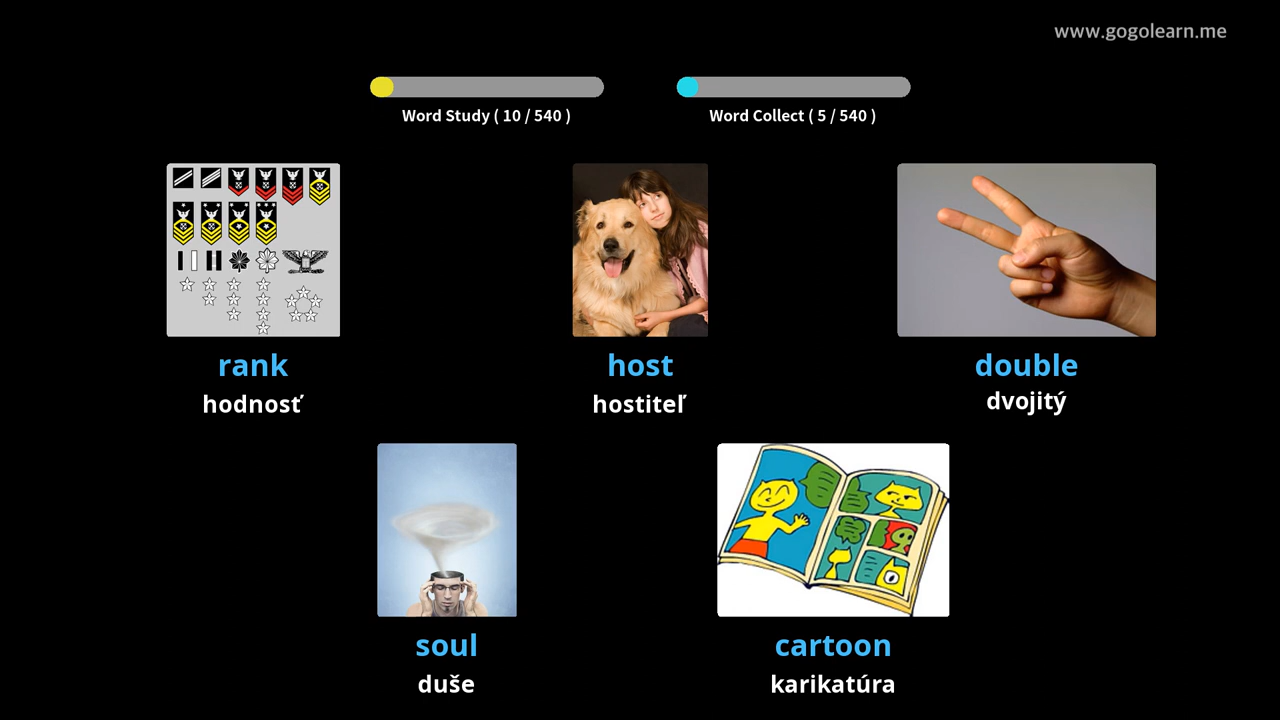 www.gogolearn.me
Word Study ( 10 / 540 )
Word Collect ( 5 / 540 )
rank
host
double
hodnosť
hostiteľ
dvojitý
soul
cartoon
duše
karikatúra